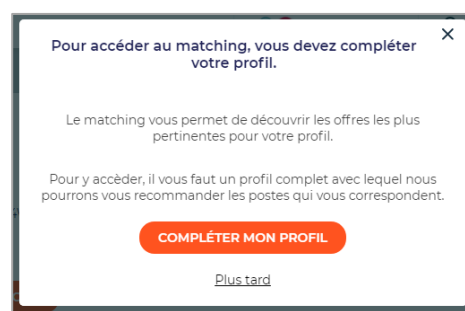 Pour accéder au matching, vous devez compléter
votre profil.
Le matching vous permet de découvrir les offres les plus
pertinentes pour votre profil.
Pour y accèder, il vous faut un profil complet avec lequel nous
pourrons vous recommander les postes qui vous correspondent.
COMPLÉTER MON PROFIL
Plus tard